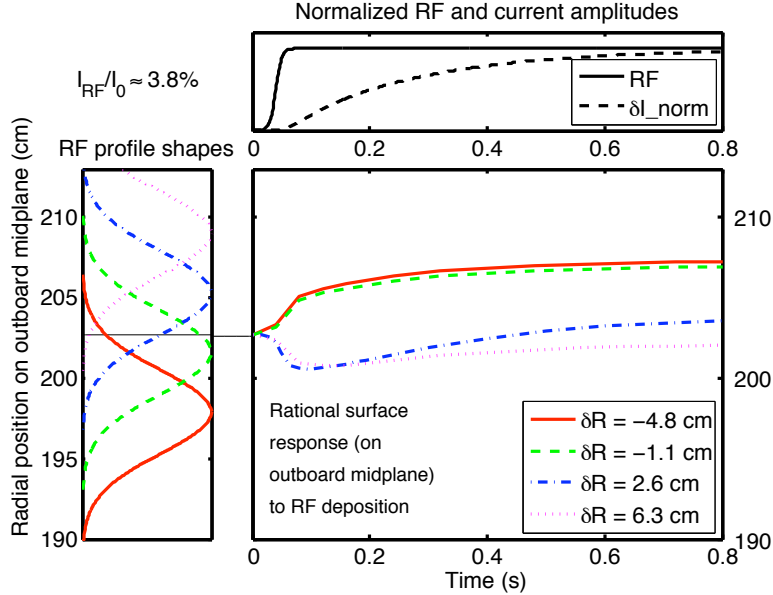 Normalized RF and current amplitudes
I_RF/I_0 ≈ 3.8%
RF
δI_norm
0 0.2 0.4 0.6 0.8
RF profile shapes
Radial position on outboard midplane (cm)
210
205
200
195
190
210
200
190
Rational surface
response (on
outboard midplane)
to RF deposition
δR = −4.8 cm
δR = −1.1 cm
δR = 2.6 cm
δR = 6.3 cm
0 0.2 0.4 0.6 0.8
Time (s)